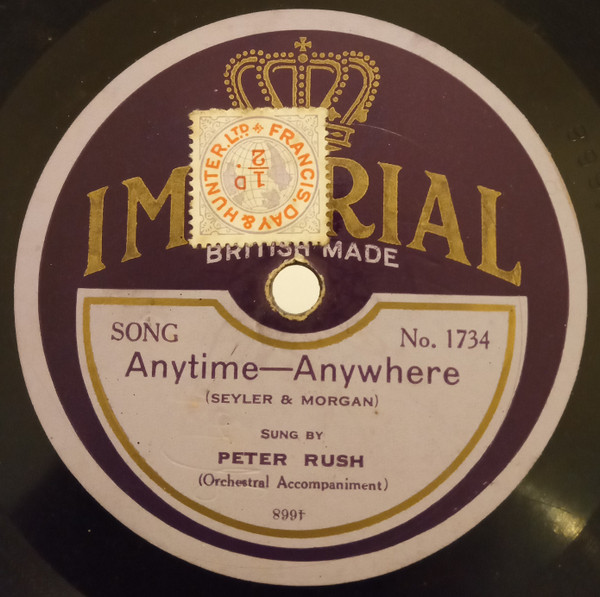 IM RIAL
FRANCIS, DAY & HUNTER. LTD.
½D.
BRITISH MADE
SONG No. 1734
Anytime—Anywhere
(SEYLER & MORGAN)
SUNG BY
PETER RUSH
(Orchestral Accompaniment)
4668